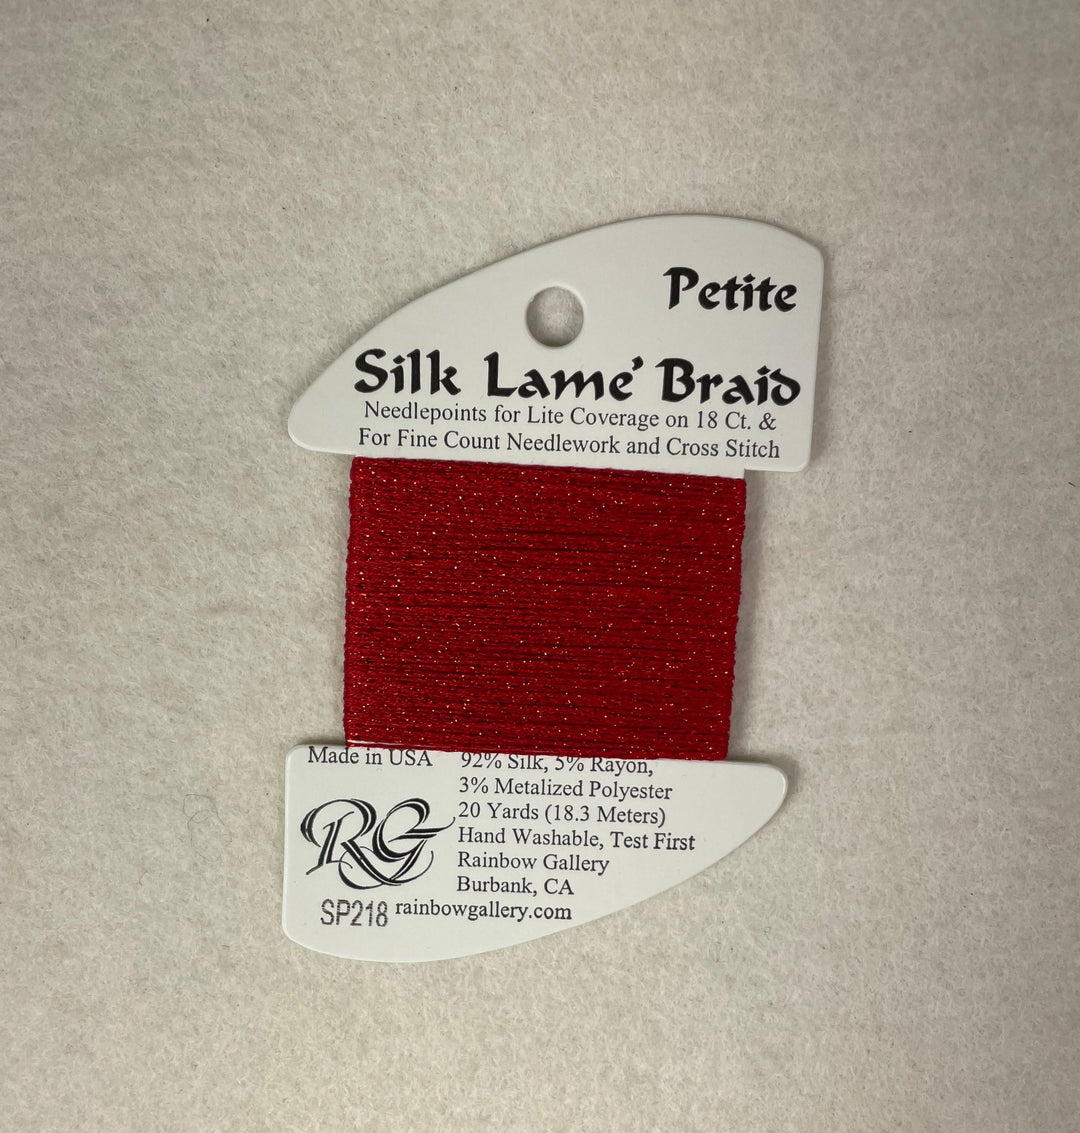 Petite
Silk Lame' Braid
Needlepoints for Lite Coverage on 18 Ct. &
For Fine Count Needlework and Cross Stitch
Made in USA
92% Silk, 5% Rayon,
3% Metalized Polyester
20 Yards (18.3 Meters)
Hand Washable, Test First
Rainbow Gallery
Burbank, CA
rainbowgallery.com
RG
SP218